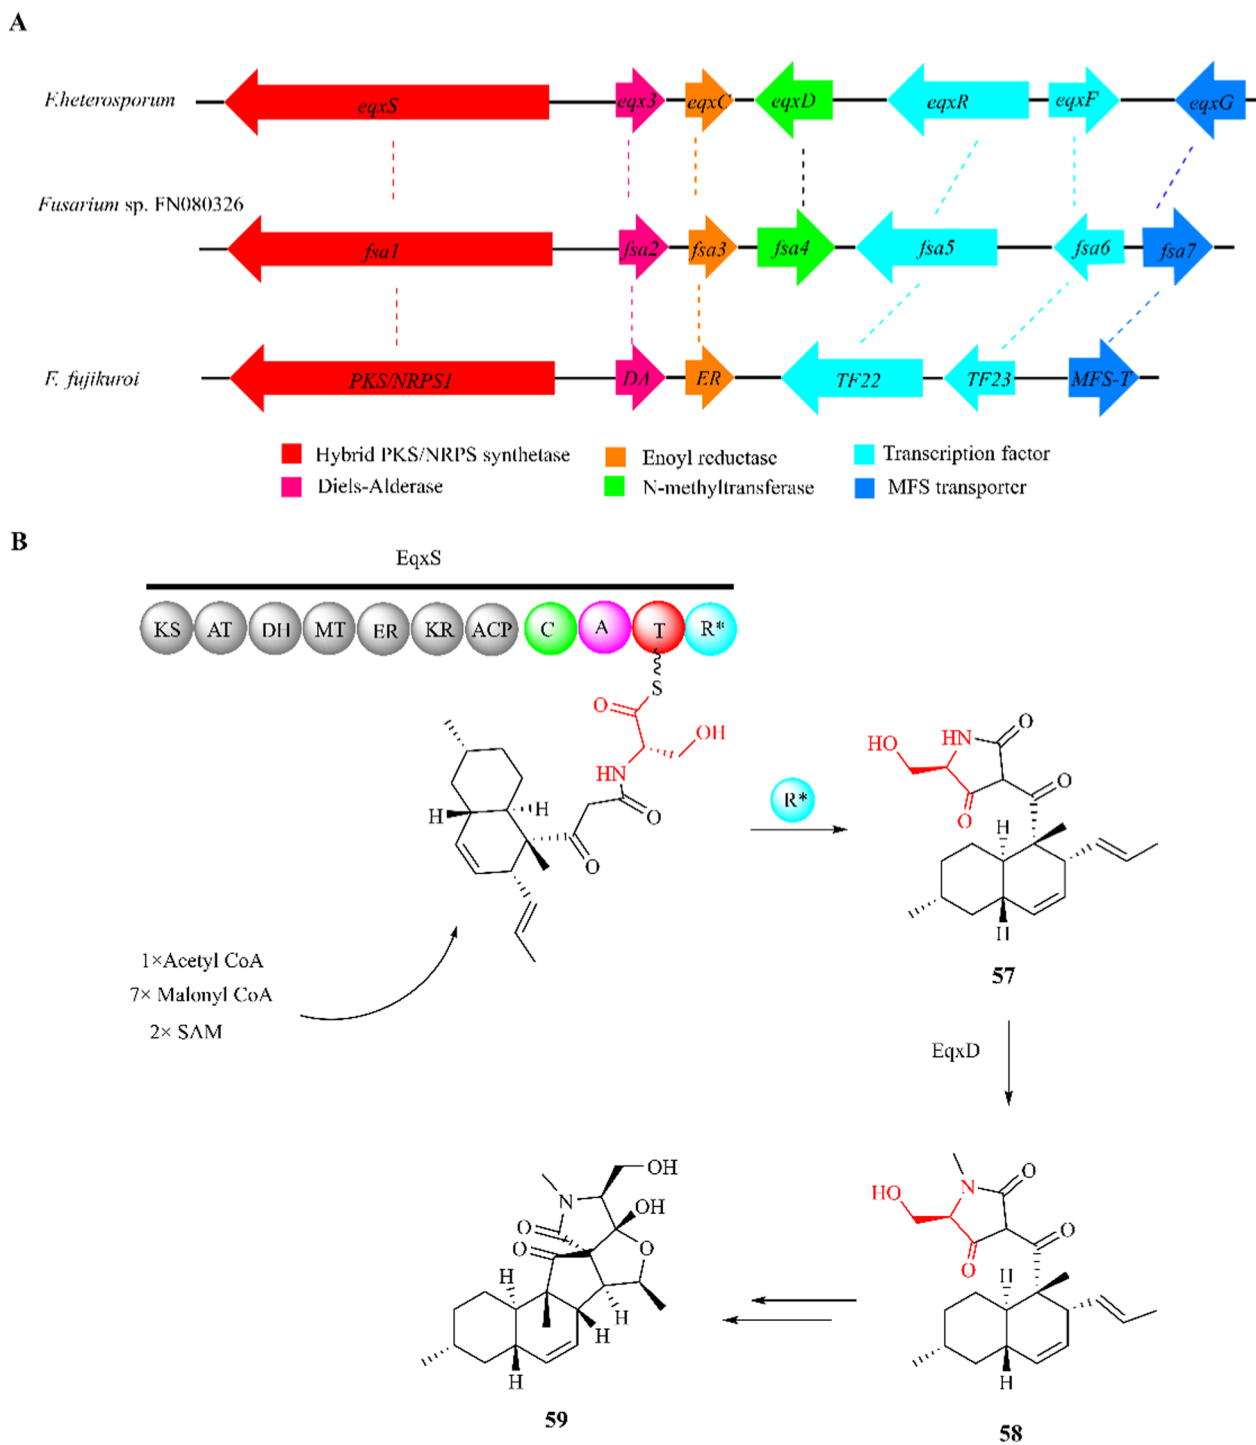 A
F.heterosporum
eqxS
eqx3
eqxC
eqxD
eqxR
eqxF
eqxG
Fusarium sp. FN080326
fsa1
fsa2
fsa3
fsa4
fsa5
fsa6
fsa7
F. fujikuroi
PKS/NRPS1
DA
ER
TF22
TF23
MFS-T
Hybrid PKS/NRPS synthetase
Enoyl reductase
Transcription factor
Diels-Alderase
N-methyltransferase
MFS transporter
B
EqxS
KS AT DH MT ER KR ACP C A T R*
S
O
OH
HN
O
H
H
O
R*
HO
HN
O
O
O
H
H
57
1×Acetyl CoA
7× Malonyl CoA
2× SAM
EqxD
OH
N
OH
O
O
O
H
H
H
H
59
HO
N
O
O
O
H
H
58